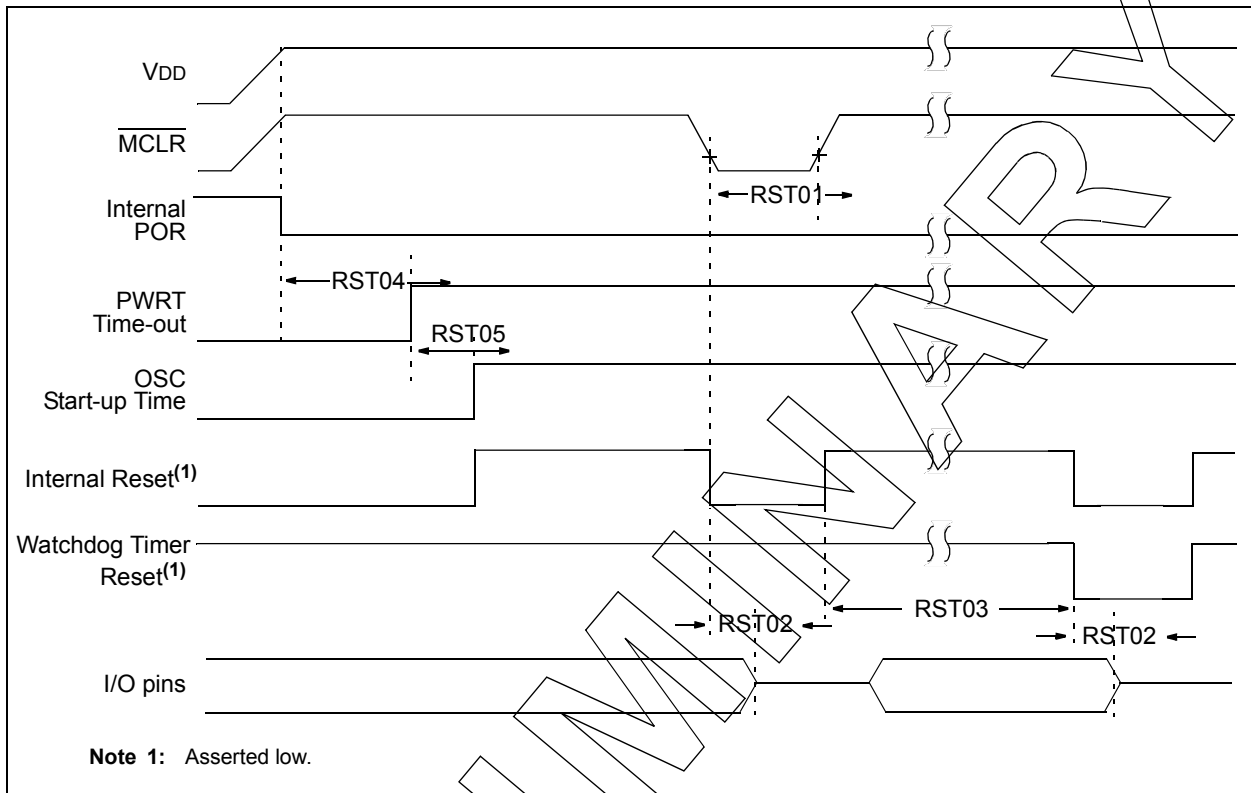 VDD
MCLR
RST01
Internal
POR
RST04
PWRT
Time-out
RST05
OSC
Start-up Time
Internal Reset(1)
Watchdog Timer
Reset(1)
RST03
RST02
RST02
I/O pins
Note 1: Asserted low.
IMINARY